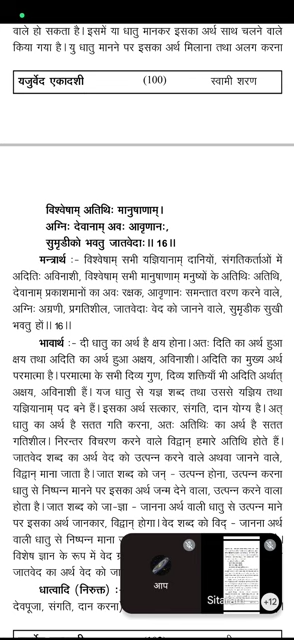 वाले हो सकता है। इसमें या धातु मानकर इसका अर्थ साथ चलने वाले
किया गया है। यु धातु मानने पर इसका अर्थ मिलाना तथा अलग करना
यजुर्वेद एकादशी (100) स्वामी शरण
विश्वेषाम् अतिथिः मानुषाणाम्।
अग्निः देवानाम् अवः आवृणानः,
सुमृडीको भवतु जातवेदाः।। 16।।
मन्त्रार्थ :- विश्वेषाम् सभी यज्ञियानाम् दानियों, संगतिकर्ताओं में
अदितिः अविनाशी, विश्वेषाम् सभी मानुषाणाम् मनुष्यों के अतिथिः अतिथि,
देवानाम् प्रकाशमानों का अवः रक्षक, आवृणानः समन्तात वरण करने वाले,
अग्निः अग्रणी, प्रगतिशील, जातवेदाः वेद को जानने वाले, सुमृडीक सुखी
भवतु हों।। 16।।
भावार्थ :- दी धातु का अर्थ है क्षय होना। अतः दिति का अर्थ हुआ
क्षय तथा अदिति का अर्थ हुआ अक्षय, अविनाशी। अदिति का मुख्य अर्थ
परमात्मा है। परमात्मा के सभी दिव्य गुण, दिव्य शक्तियाँ भी अदिति अर्थात्
अक्षय, अविनाशी हैं। यज धातु से यज्ञ शब्द तथा उससे यज्ञिय तथा
यज्ञियानाम् पद बने हैं। इसका अर्थ सत्कार, संगति, दान योग्य है। अत्
धातु का अर्थ है सतत गति करना, अतः अतिथिः का अर्थ है सतत
गतिशील। निरन्तर विचरण करने वाले विद्वान् हमारे अतिथि होते हैं।
जातवेद शब्द का अर्थ वेद को उत्पन्न करने वाले अथवा जानने वाले,
विद्वान् माना जाता है। जात शब्द को जन् - उत्पन्न होना, उत्पन्न करना
धातु से निष्पन्न मानने पर इसका अर्थ जन्म देने वाला, उत्पन्न करने वाला
होता है। जात शब्द को जा-ज्ञा - जानना अर्थ वाली धातु से उत्पन्न माने
पर इसका अर्थ जानकार, विद्वान् होगा। वेद शब्द को विद् - जानना अर्थ
वाली धातु से निष्पन्न माना
विशेष ज्ञान के रूप में वेद
जातवेद का अर्थ वेद को
धात्वादि (निरुक्त) :-
देवपूजा, संगति, दान करना)
आप
Sita
+12